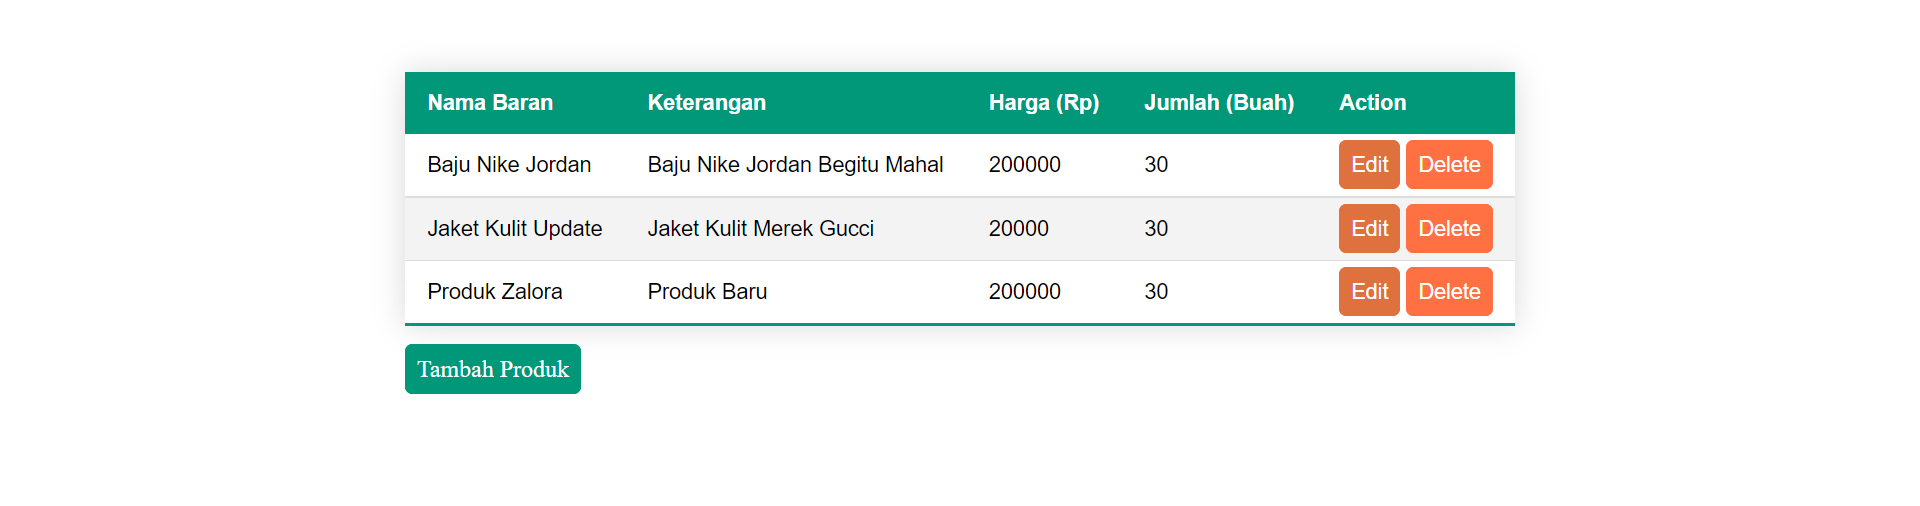 Nama Baran Keterangan Harga (Rp) Jumlah (Buah) Action
Baju Nike Jordan Baju Nike Jordan Begitu Mahal 200000 30 Edit Delete
Jaket Kulit Update Jaket Kulit Merek Gucci 20000 30 Edit Delete
Produk Zalora Produk Baru 200000 30 Edit Delete
Tambah Produk